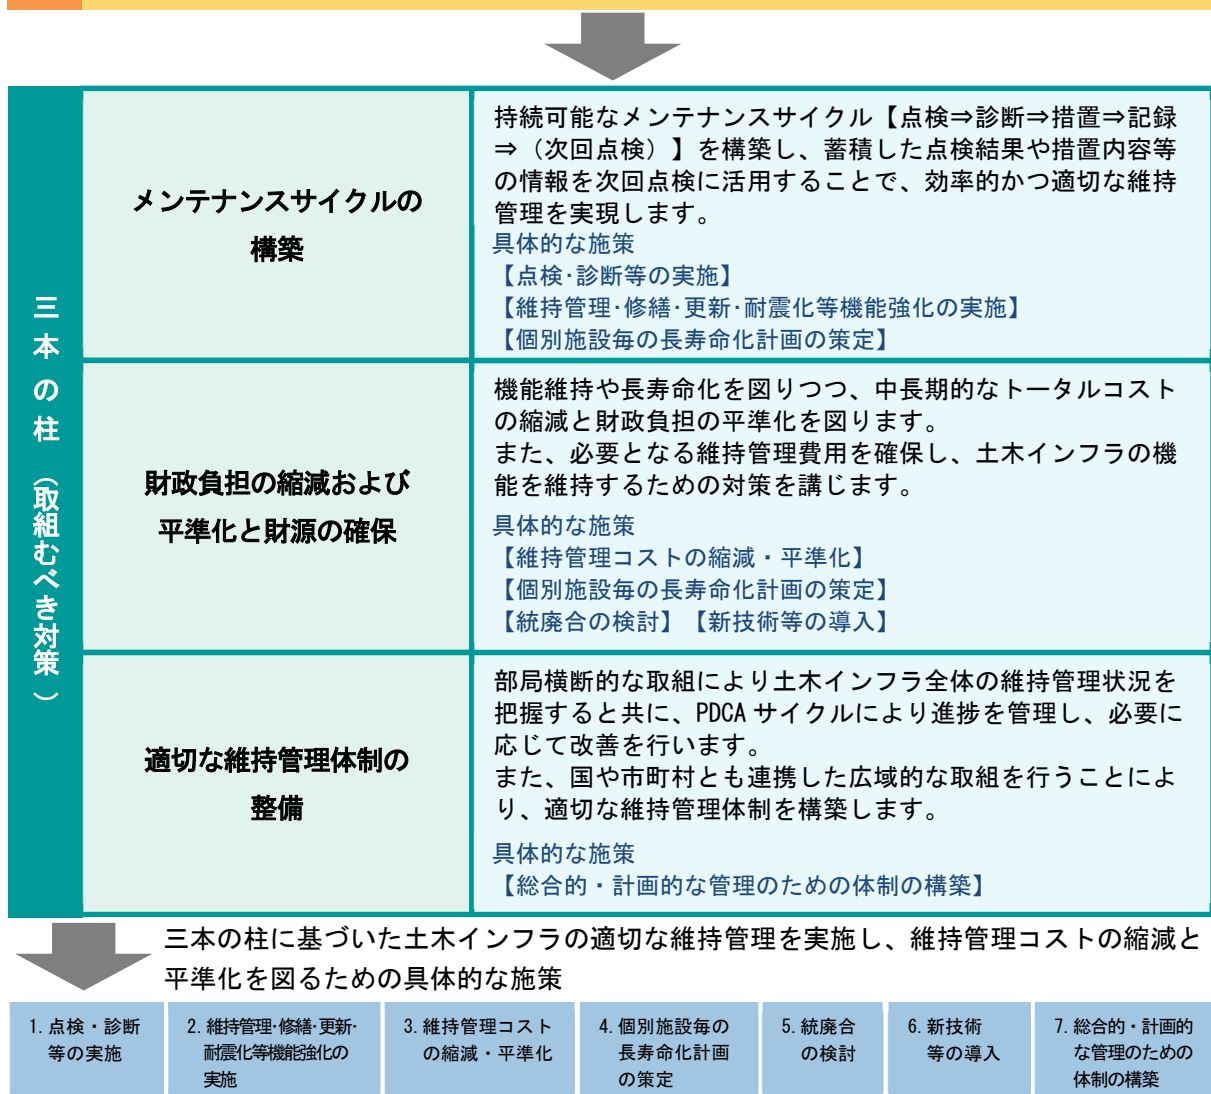 三本の柱（取組むべき対策）
メンテナンスサイクルの
構築
持続可能なメンテナンスサイクル【点検⇒診断⇒措置⇒記録
⇒（次回点検）】を構築し、蓄積した点検結果や措置内容等
の情報を次回点検に活用することで、効率的かつ適切な維持
管理を実現します。
具体的な施策
【点検･診断等の実施】
【維持管理･修繕･更新･耐震化等機能強化の実施】
【個別施設毎の長寿命化計画の策定】
財政負担の縮減および
平準化と財源の確保
機能維持や長寿命化を図りつつ、中長期的なトータルコスト
の縮減と財政負担の平準化を図ります。
また、必要となる維持管理費用を確保し、土木インフラの機
能を維持するための対策を講じます。
具体的な施策
【維持管理コストの縮減・平準化】
【個別施設毎の長寿命化計画の策定】
【統廃合の検討】【新技術等の導入】
適切な維持管理体制の
整備
部局横断的な取組により土木インフラ全体の維持管理状況を
把握すると共に、PDCA サイクルにより進捗を管理し、必要に
応じて改善を行います。
また、国や市町村とも連携した広域的な取組を行うことによ
り、適切な維持管理体制を構築します。
具体的な施策
【総合的・計画的な管理のための体制の構築】
三本の柱に基づいた土木インフラの適切な維持管理を実施し、維持管理コストの縮減と
平準化を図るための具体的な施策
1. 点検・診断
等の実施
2. 維持管理･修繕･更新･
耐震化等機能強化の
実施
3. 維持管理コスト
の縮減・平準化
4. 個別施設毎の
長寿命化計画
の策定
5. 統廃合
の検討
6. 新技術
等の導入
7. 総合的・計画的
な管理のための
体制の構築